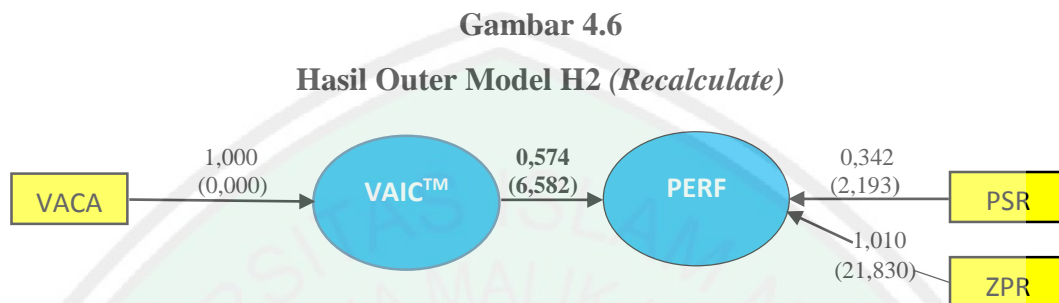 Gambar 4.6
Hasil Outer Model H2 (Recalculate)
1,000
(0,000)
0,574
(6,582)
0,342
(2,193)
VACA
VAIC™
PERF
PSR
1,010
(21,830)
ZPR